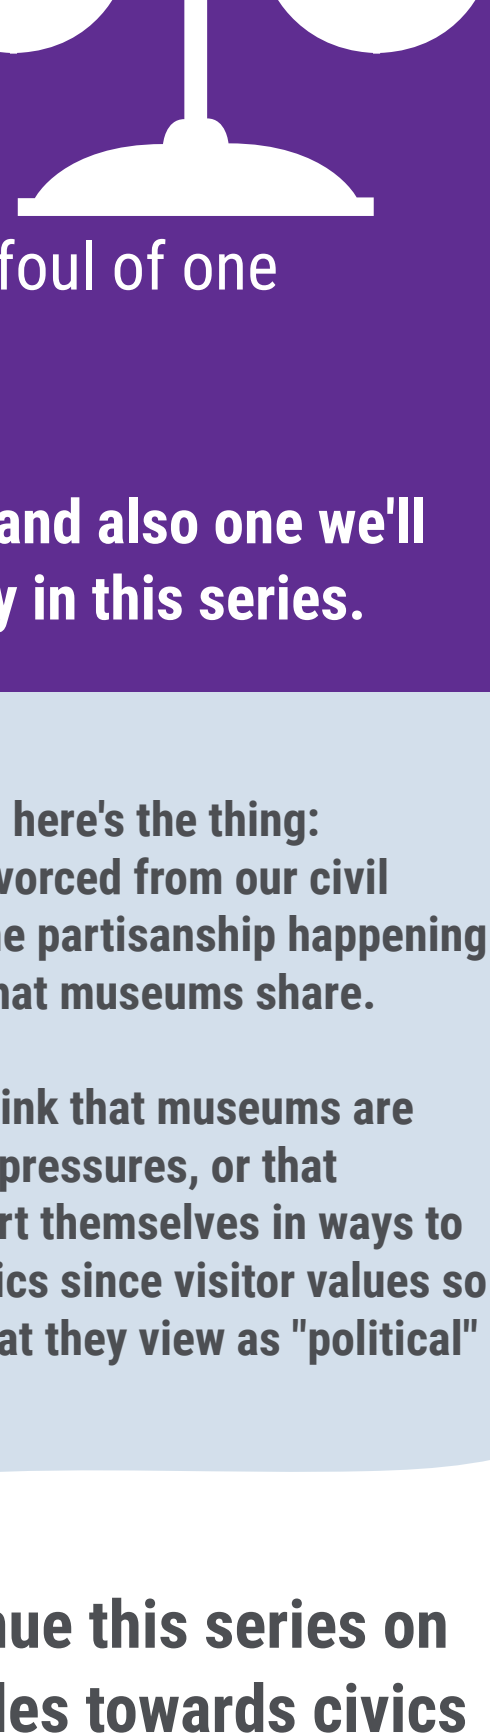 foul of one
and also one we'll
y in this series.
here's the thing:
vorced from our civil
e partisanship happening
hat museums share.
ink that museums are
pressures, or that
rt themselves in ways to
ics since visitor values so
at they view as "political"
nue this series on
des towards civics